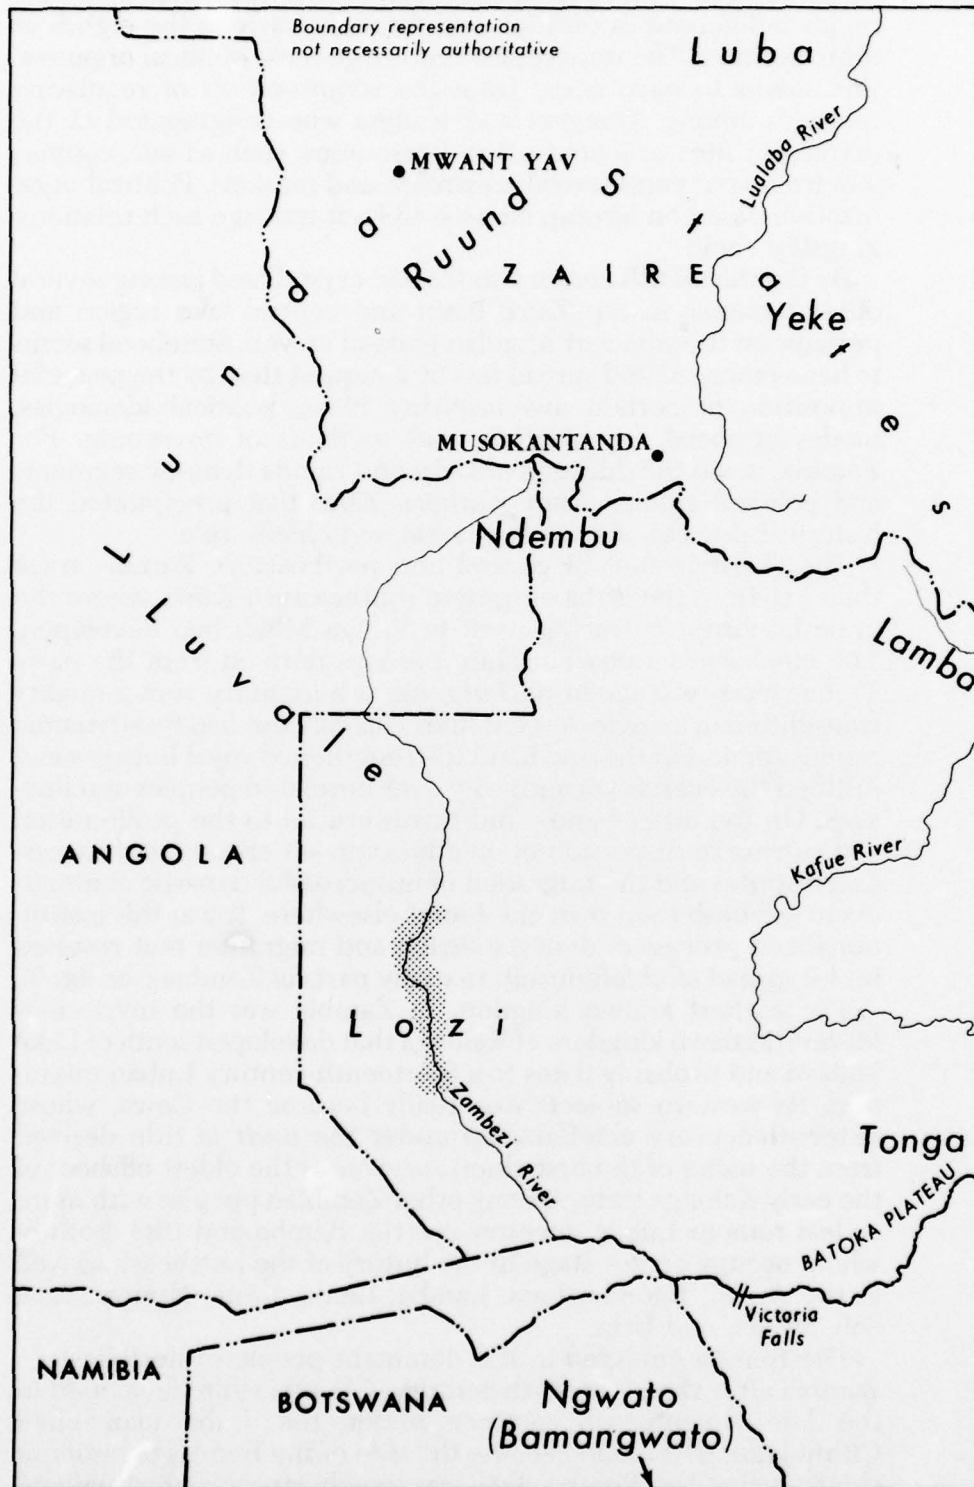 Boundary representation
not necessarily authoritative
Luba
Lualaba River
MWANT YAV
Lunda States
Ruund
ZAIRE
Yeke
MUSOKANTANDA
Ndembu
Luvale
Lamba
ANGOLA
Kafue River
LOZI
Zambezi River
Tonga
BATOKA PLATEAU
Victoria
Falls
NAMIBIA
BOTSWANA
Ngwato
(Bamangwato)